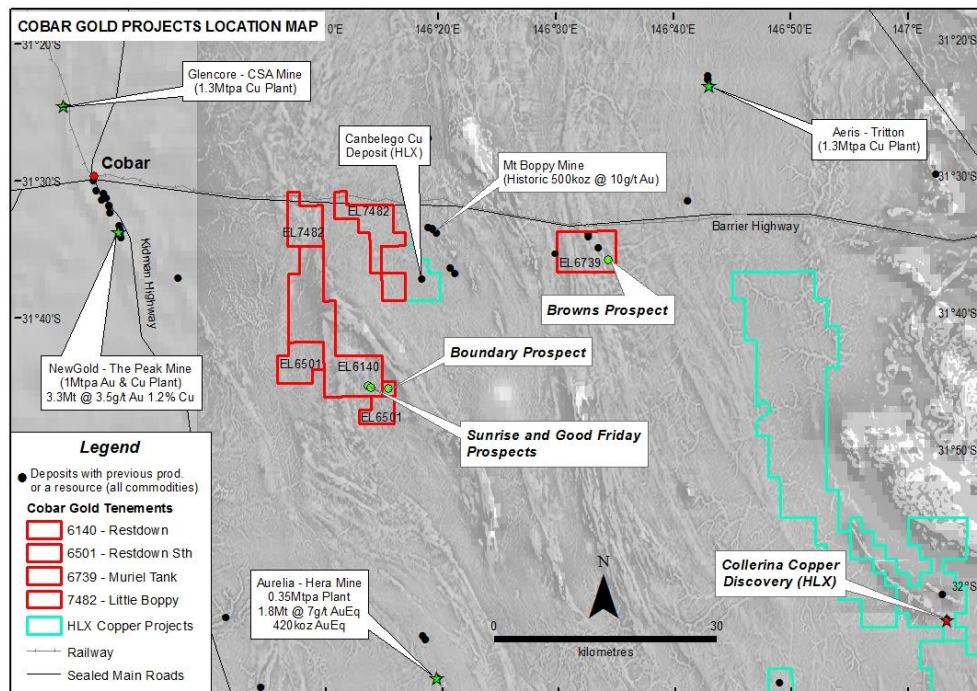 COBAR GOLD PROJECTS LOCATION MAP
0'E
146°20'E
146°30'E
146°40'E
146°50'E
147°E
31°20'S
31°20'S
Glencore - CSA Mine
(1.3Mtpa Cu Plant)
Canbelego Cu
Deposit (HLX)
Mt Boppy Mine
(Historic 500koz @ 10g/t Au)
Aeris - Tritton
(1.3Mtpa Cu Plant)
Cobar
31°30'S
31°30'S
EL7482
EL7482
Barrier Highway
EL6739
Kidman Highway
Browns Prospect
31°40'S
31°40'S
NewGold - The Peak Mine
(1Mtpa Au & Cu Plant)
3.3Mt @ 3.5g/t Au 1.2% Cu
EL6501
EL6140
Boundary Prospect
EL6501
Sunrise and Good Friday
Prospects
31°50'S
Legend
Deposits with previous prod.
or a resource (all commodities)
Cobar Gold Tenements
6140 - Restdown
6501 - Restdown Sth
6739 - Muriel Tank
7482 - Little Boppy
HLX Copper Projects
Railway
Sealed Main Roads
Aurelia - Hera Mine
0.35Mtpa Plant
1.8Mt @ 7g/t AuEq
420koz AuEq
N
0
30
kilometres
Collerina Copper
Discovery (HLX)
32°S